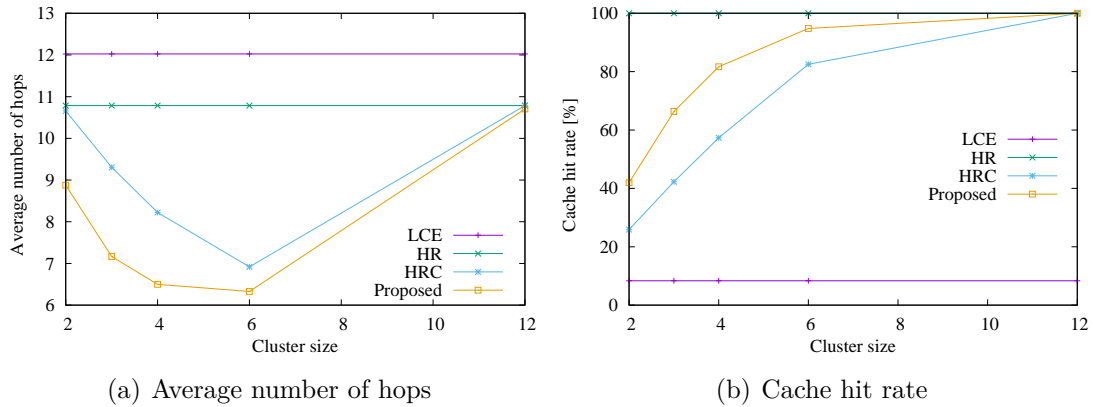 13
12
11
10
9
8
7
6
Average number of hops
LCE
HR
HRC
Proposed
2 4 6 8 10 12
Cluster size
(a) Average number of hops
100
80
60
40
20
0
Cache hit rate [%]
LCE
HR
HRC
Proposed
2 4 6 8 10 12
Cluster size
(b) Cache hit rate